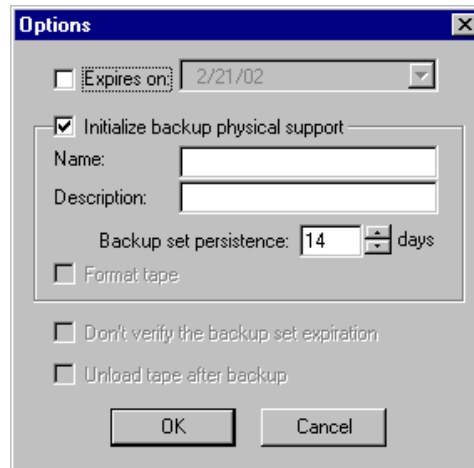 Options
Expires on: 2/21/02
Initialize backup physical support
Name:
Description:
Backup set persistence: 14 days
Format tape
Don't verify the backup set expiration
Unload tape after backup
OK Cancel